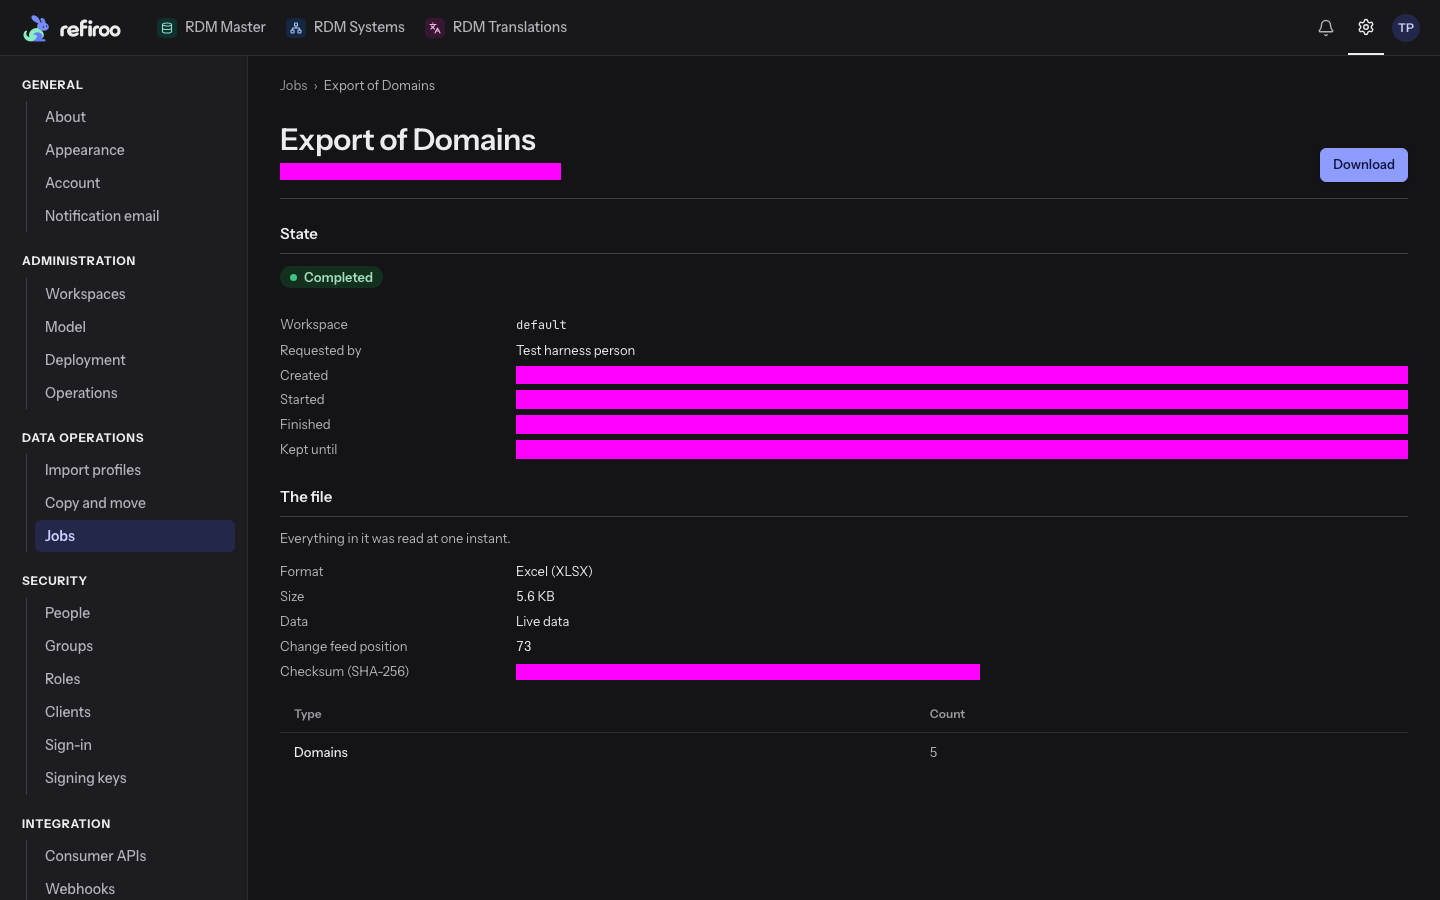 refiroo
RDM Master
RDM Systems
RDM Translations
TP
GENERAL
About
Appearance
Account
Notification email
ADMINISTRATION
Workspaces
Model
Deployment
Operations
DATA OPERATIONS
Import profiles
Copy and move
Jobs
SECURITY
People
Groups
Roles
Clients
Sign-in
Signing keys
INTEGRATION
Consumer APIs
Webhooks
Jobs › Export of Domains
Export of Domains
Download
State
Completed
Workspace default
Requested by Test harness person
Created
Started
Finished
Kept until
The file
Everything in it was read at one instant.
Format Excel (XLSX)
Size 5.6 KB
Data Live data
Change feed position 73
Checksum (SHA-256)
Type Count
Domains 5